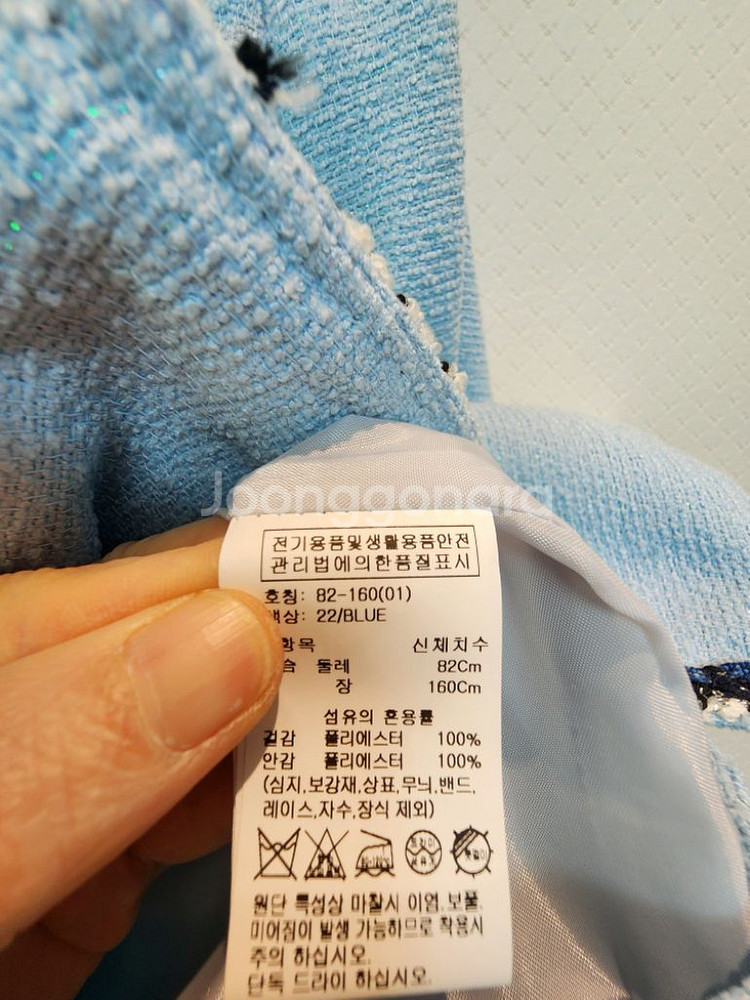 Joonggonara
전기용품및생활용품안전
관리법에의한품질표시
호칭: 82-160(01)
색상: 22/BLUE
항목 신체치수
둘레 82Cm
장 160Cm
섬유의 혼용률
겉감 폴리에스터 100%
안감 폴리에스터 100%
(심지,보강재,상표,무늬,밴드,
레이스,자수,장식 제외)
원단 특성상 마찰시 이염,보풀,
미어짐이 발생 가능하므로 착용시
주의 하십시오.
단독 드라이 하십시오.